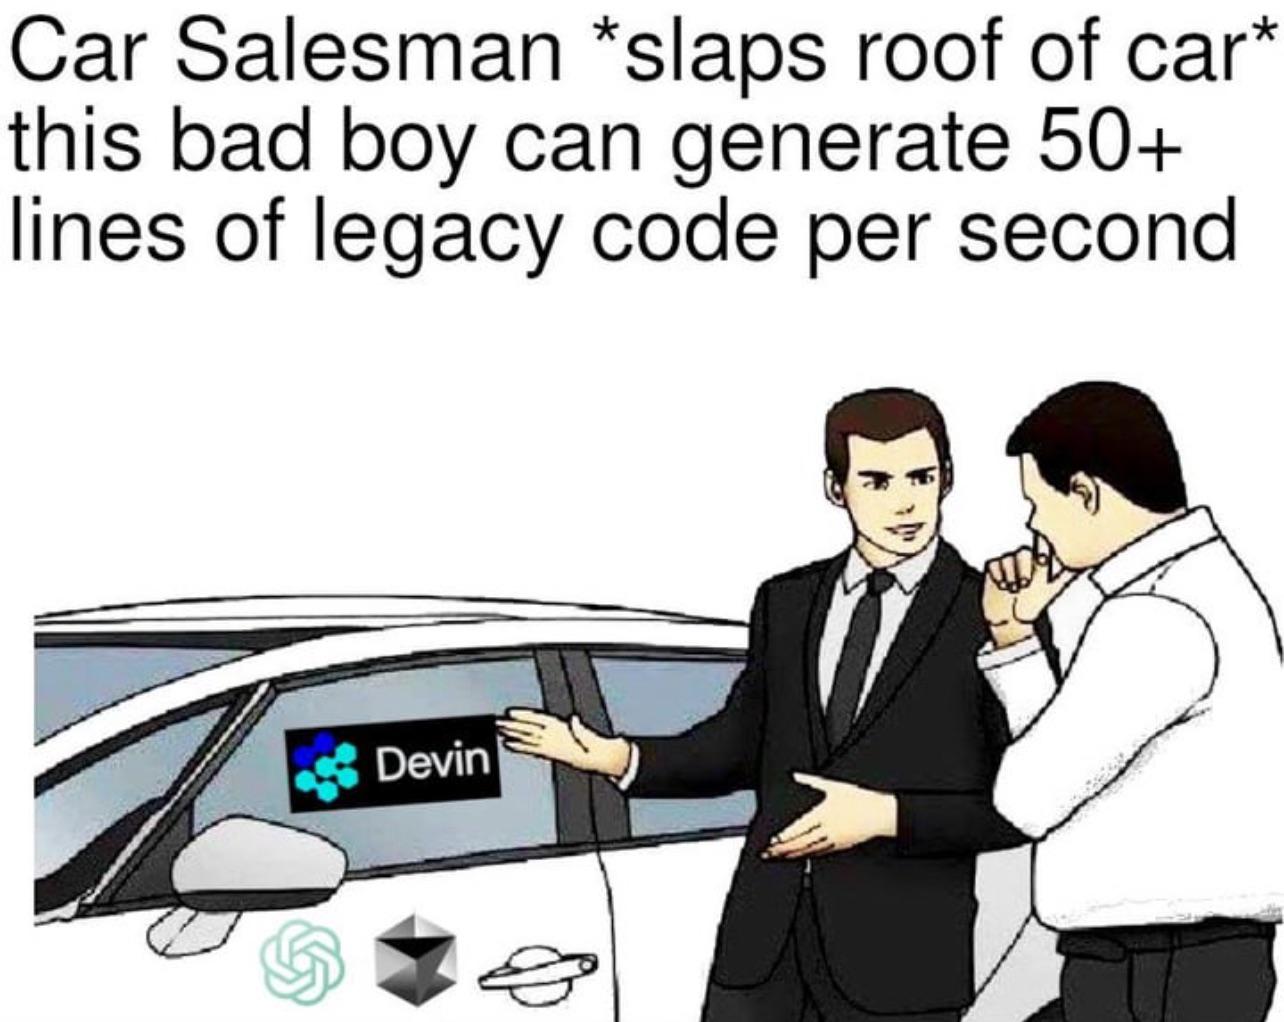 Car Salesman *slaps roof of car*
this bad boy can generate 50+
lines of legacy code per second
Devin